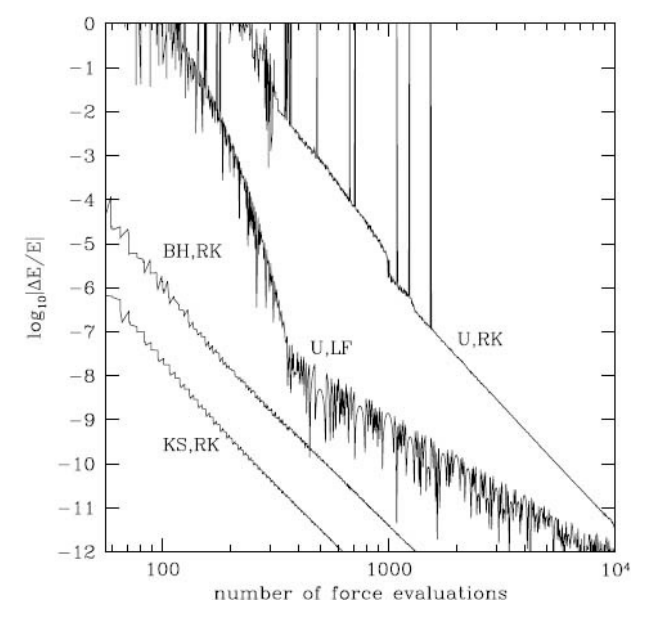 0
−1
−2
−3
−4
−5
−6
−7
−8
−9
−10
−11
−12
log₁₀|ΔE/E|
BH,RK
U,LF
U,RK
KS,RK
100 1000 10⁴
number of force evaluations